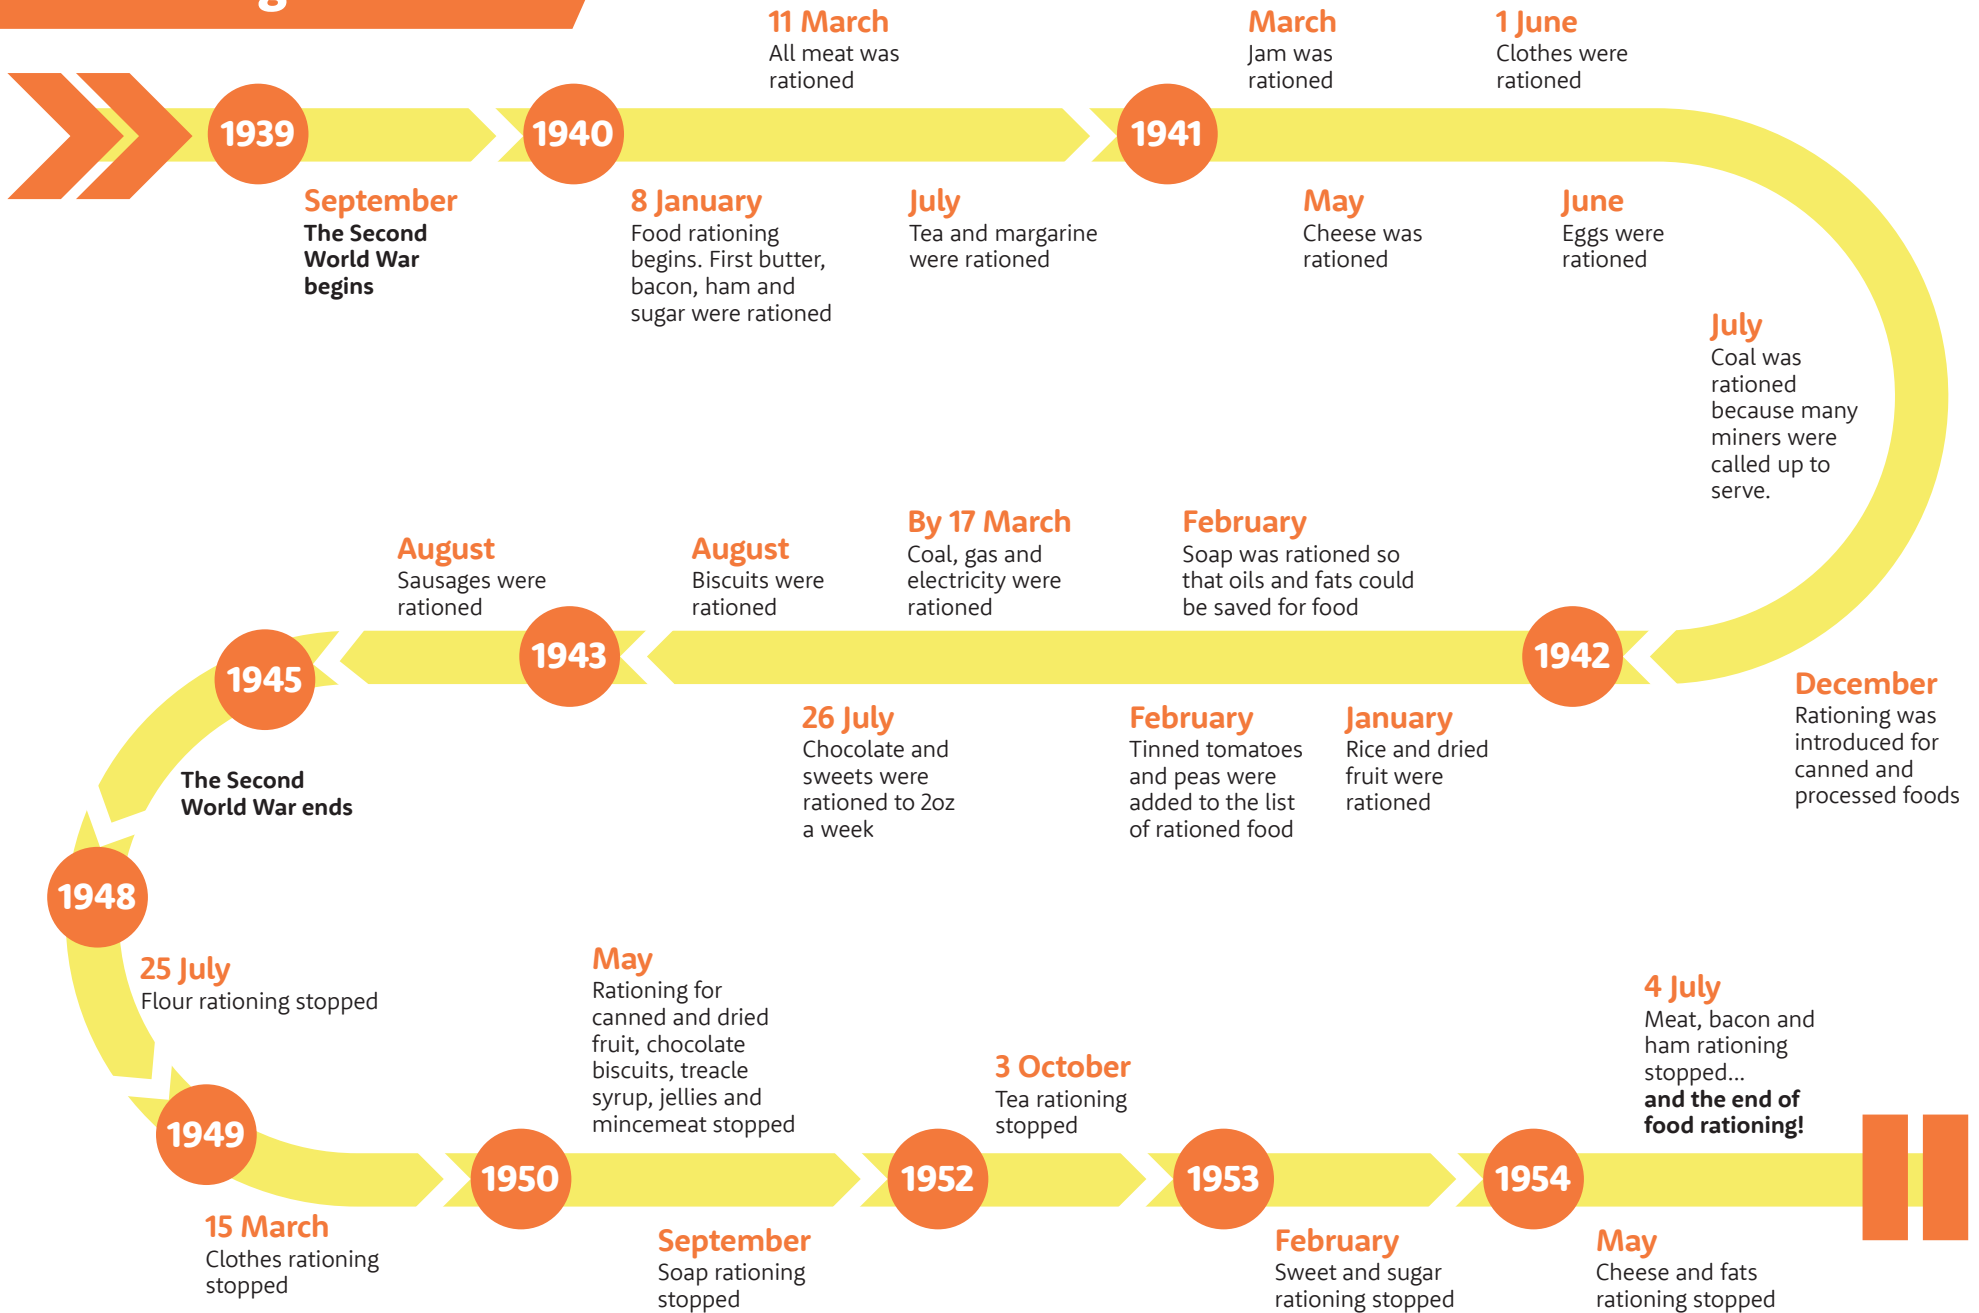 1939
September
The Second
World War
begins
1940
8 January
Food rationing
begins. First butter,
bacon, ham and
sugar were rationed
11 March
All meat was
rationed
July
Tea and margarine
were rationed
1941
March
Jam was
rationed
May
Cheese was
rationed
1 June
Clothes were
rationed
June
Eggs were
rationed
July
Coal was
rationed
because many
miners were
called up to
serve.
December
Rationing was
introduced for
canned and
processed foods
1942
January
Rice and dried
fruit were
rationed
February
Soap was rationed so
that oils and fats could
be saved for food
February
Tinned tomatoes
and peas were
added to the list
of rationed food
By 17 March
Coal, gas and
electricity were
rationed
26 July
Chocolate and
sweets were
rationed to 2oz
a week
August
Biscuits were
rationed
1943
August
Sausages were
rationed
1945
The Second
World War ends
1948
25 July
Flour rationing stopped
1949
15 March
Clothes rationing
stopped
1950
May
Rationing for
canned and dried
fruit, chocolate
biscuits, treacle
syrup, jellies and
mincemeat stopped
September
Soap rationing
stopped
1952
3 October
Tea rationing
stopped
1953
February
Sweet and sugar
rationing stopped
1954
May
Cheese and fats
rationing stopped
4 July
Meat, bacon and
ham rationing
stopped...
and the end of
food rationing!